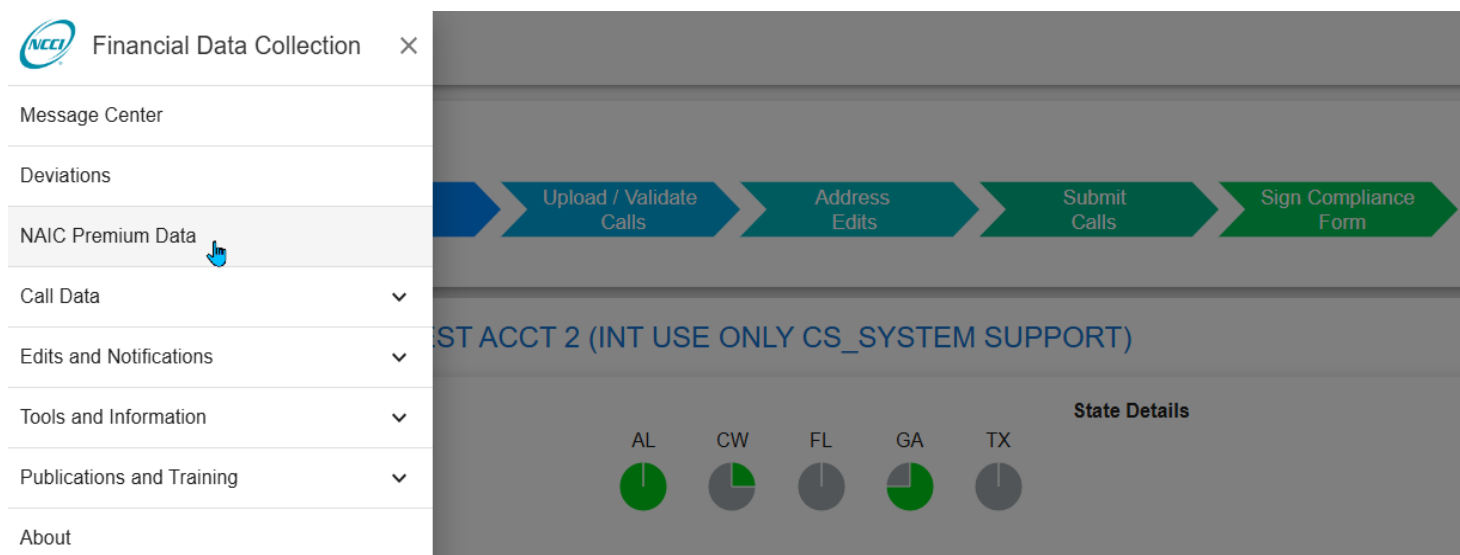 NCCI
Financial Data Collection
Message Center
Deviations
NAIC Premium Data
Call Data
Edits and Notifications
Tools and Information
Publications and Training
About
Upload / Validate
Calls
Address
Edits
Submit
Calls
Sign Compliance
Form
EST ACCT 2 (INT USE ONLY CS_SYSTEM SUPPORT)
State Details
AL CW FL GA TX